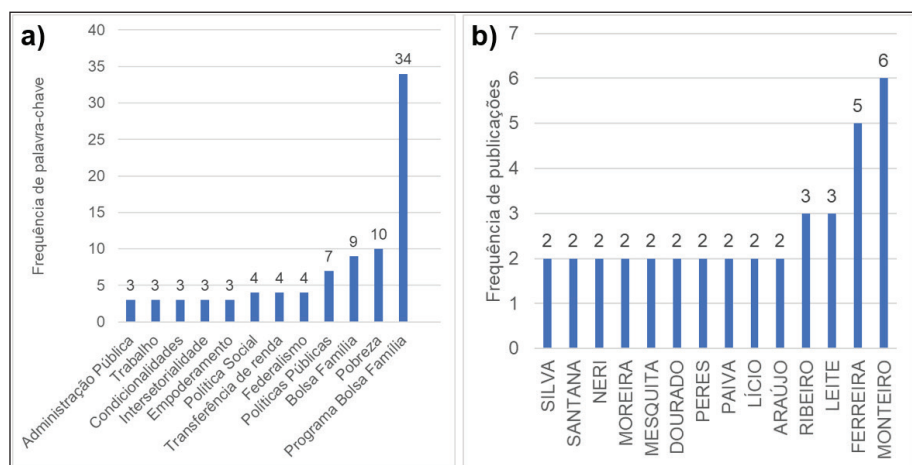 a)
Frequência de palavra-chave
40
35
30
25
20
15
10
5
0
3
3
3
3
3
4
4
4
7
9
10
34
Administração Pública
Trabalho
Condicionalidades
Intersetorialidade
Empoderamento
Política Social
Transferência de renda
Federalismo
Políticas Públicas
Bolsa Família
Pobreza
Programa Bolsa Família
b)
Frequência de publicações
7
6
5
4
3
2
1
0
2
2
2
2
2
2
2
2
2
2
3
3
5
6
SILVA
SANTANA
NERI
MOREIRA
MESQUITA
DOURADO
PERES
PAIVA
LÍCIO
ARAÚJO
RIBEIRO
LEITE
FERREIRA
MONTEIRO